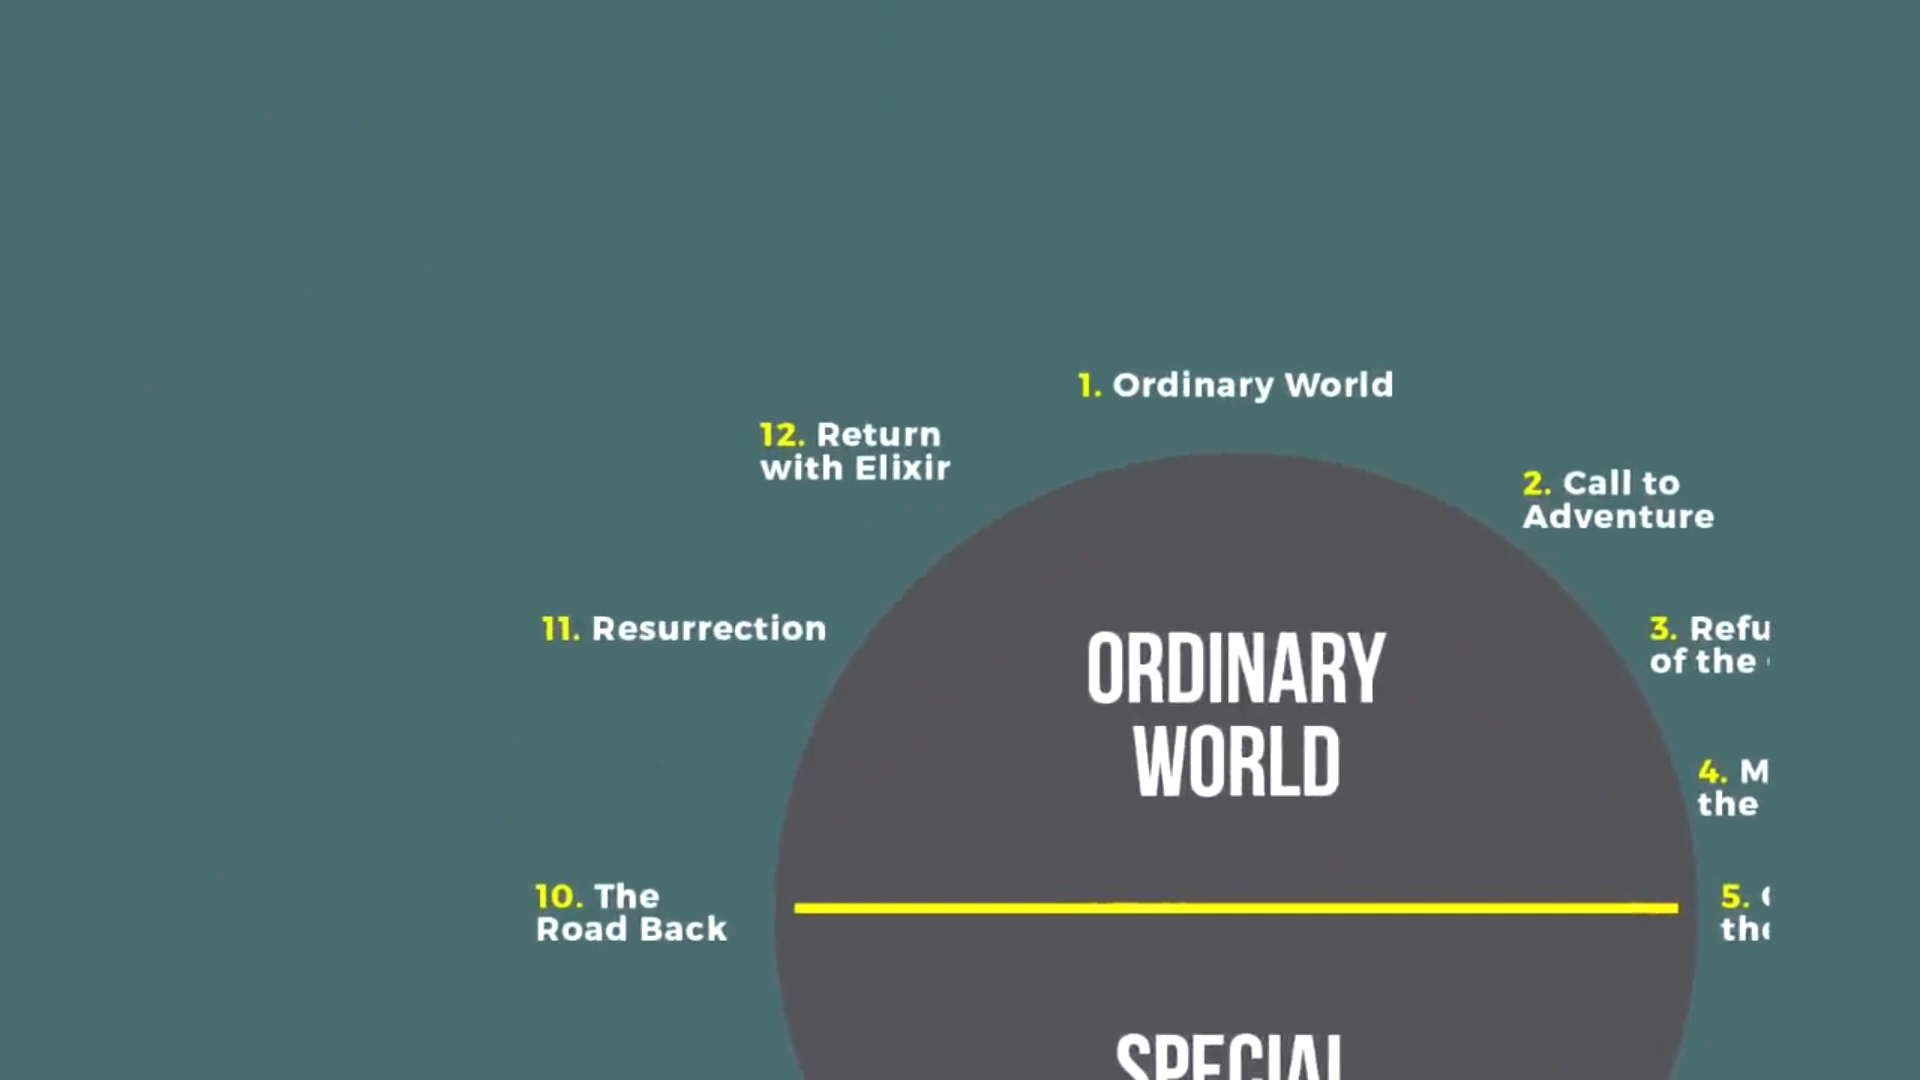 1. Ordinary World
12. Return
with Elixir
2. Call to
Adventure
11. Resurrection
3.
of the
ORDINARY
WORLD
4.
the
10. The
Road Back
5.
SPECIAL